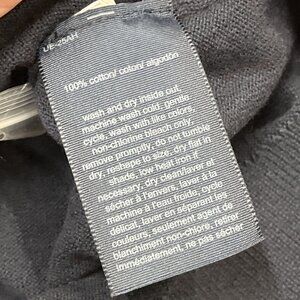 UE-25AH
100% cotton/ coton/ algodón
wash and dry inside out,
machine wash cold, gentle,
cycle, wash with like colors,
non-chlorine bleach only,
remove promptly, do not tumble
dry, reshape to size, dry flat in
shade, low heat iron if
necessary, dry clean/laver et
sécher à l'envers, laver à la
machine à l'eau froide, cycle
délicat, laver en séparant les
couleurs, seulement agent de
blanchiment non-chlore, retirer
immédiatement, ne pas sécher